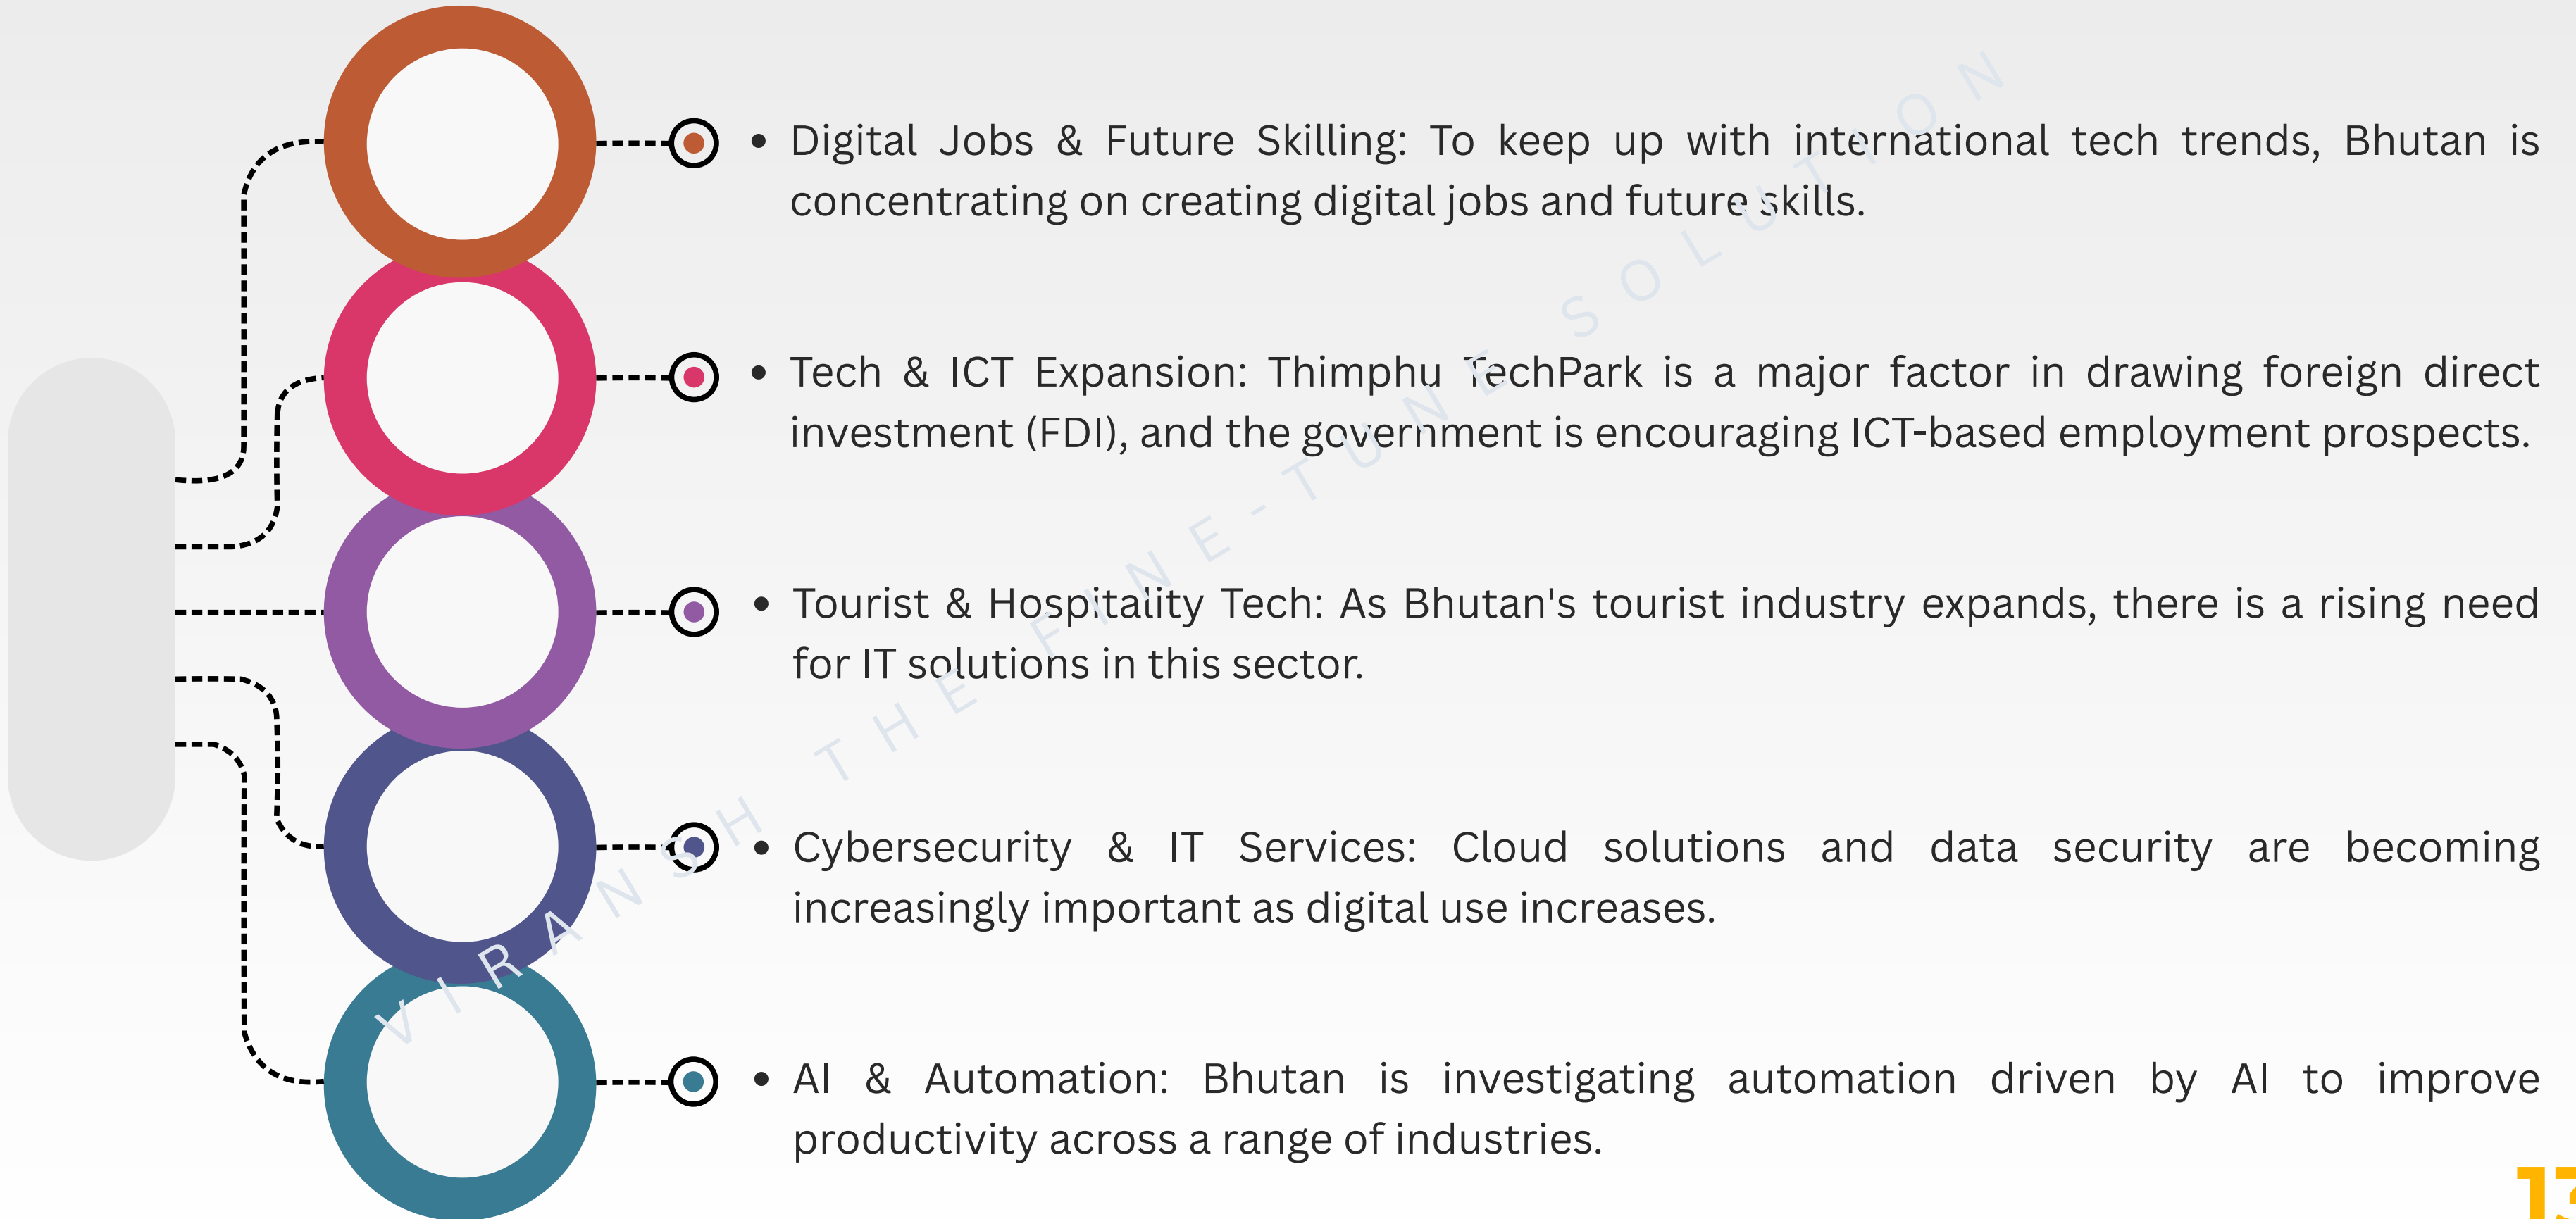 • Digital Jobs & Future Skilling: To keep up with international tech trends, Bhutan is
concentrating on creating digital jobs and future skills.
• Tech & ICT Expansion: Thimphu TechPark is a major factor in drawing foreign direct
investment (FDI), and the government is encouraging ICT-based employment prospects.
• Tourist & Hospitality Tech: As Bhutan's tourist industry expands, there is a rising need
for IT solutions in this sector.
• Cybersecurity & IT Services: Cloud solutions and data security are becoming
increasingly important as digital use increases.
• AI & Automation: Bhutan is investigating automation driven by AI to improve
productivity across a range of industries.
VIRANSH THE FINE-TUNE SOLUTION